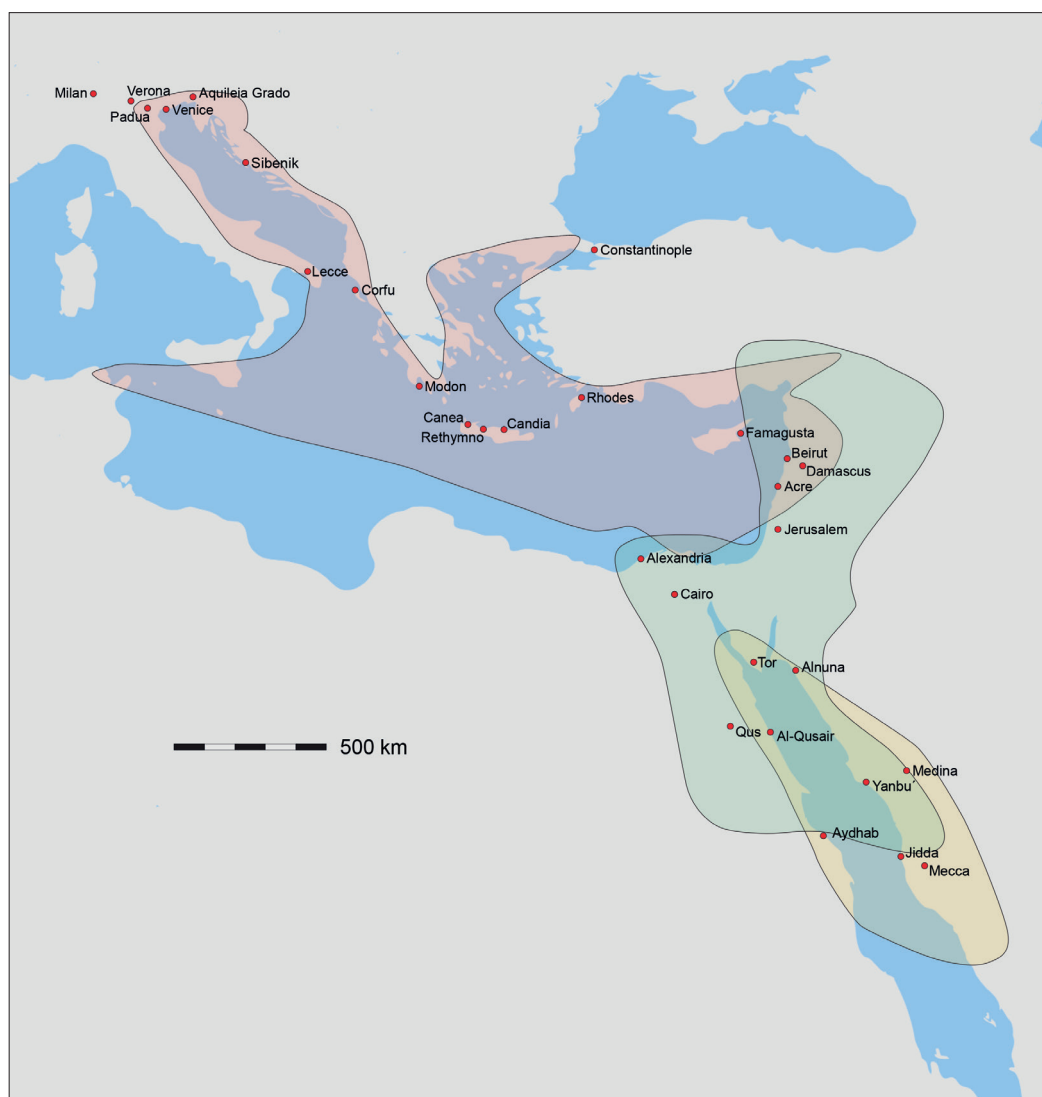 Milan
Verona
Aquileia Grado
Padua
Venice
Sibenik
Constantinople
Lecce
Corfu
Modon
Rhodes
Canea
Candia
Rethymno
Famagusta
Beirut
Damascus
Acre
Jerusalem
Alexandria
Cairo
Tor
Alnuna
Qus
Al-Qusair
500 km
Medina
Yanbu´
Aydhab
Jidda
Mecca